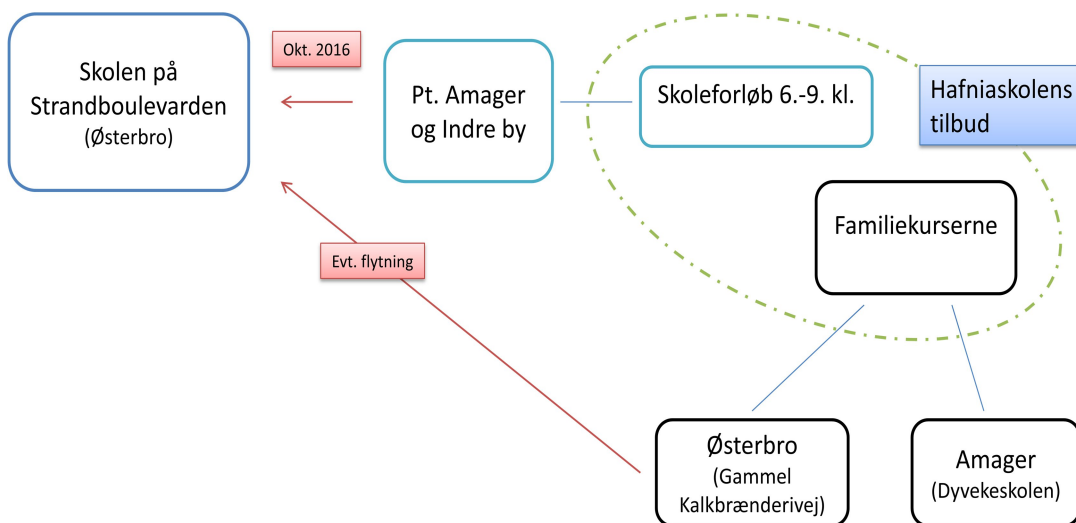 Skolen på
Strandboulevarden
(Østerbro)
Okt. 2016
Pt. Amager
og Indre by
Skoleforløb 6.-9. kl.
Hafniaskolens
tilbud
Familiekurserne
Evt. flytning
Østerbro
(Gammel
Kalkbrænderivej)
Amager
(Dyvekeskolen)